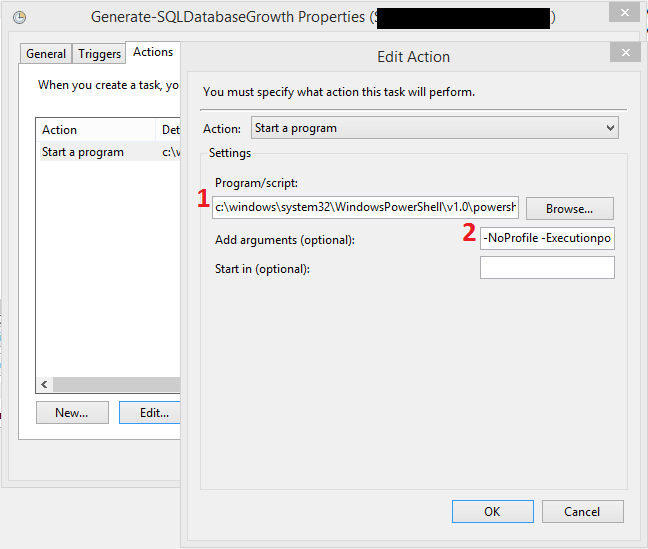 Generate-SQLDatabaseGrowth Properties (S )
General Triggers Actions
When you create a task, yo
Action Det
Start a program c:\v
New... Edit...
Edit Action
You must specify what action this task will perform.
Action: Start a program
Settings
Program/script:
1 c:\windows\system32\WindowsPowerShell\v1.0\powersh Browse...
Add arguments (optional): 2 -NoProfile -Executionpo
Start in (optional):
OK Cancel